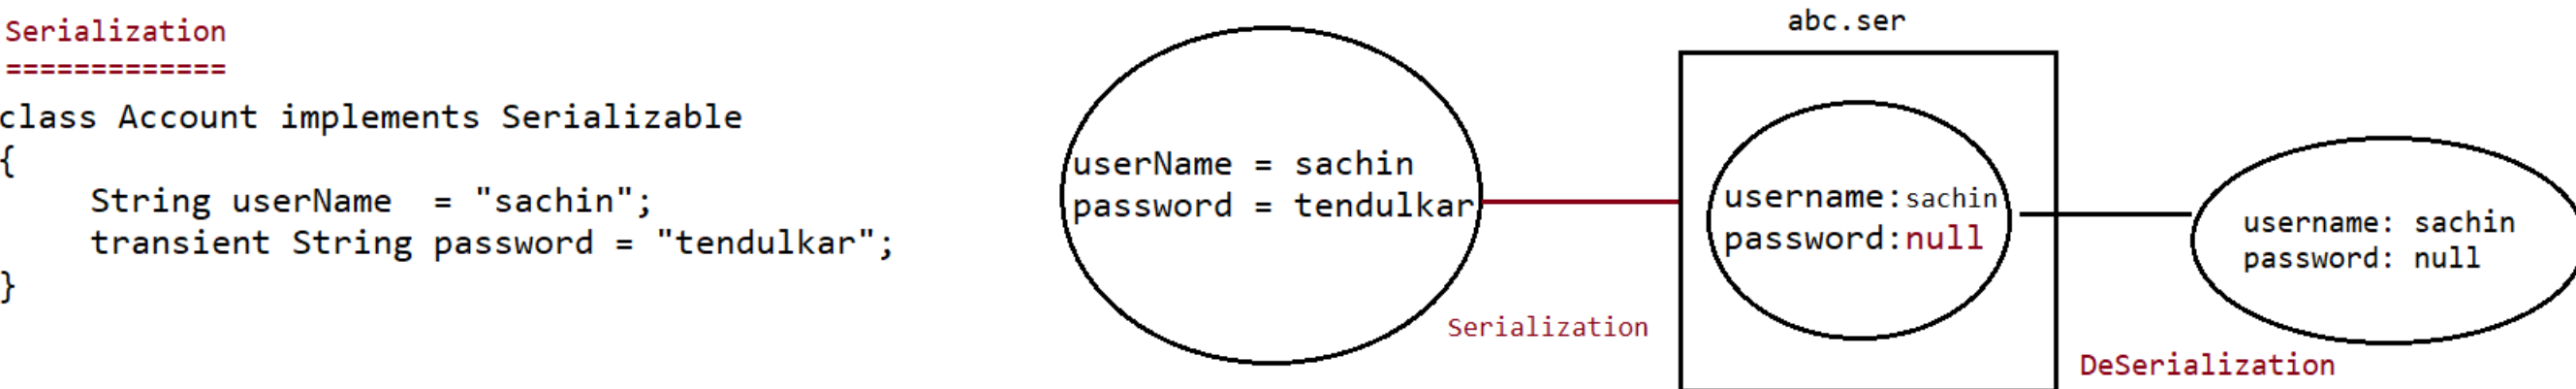 Serialization
=============
class Account implements Serializable
{
     String userName  = "sachin";
     transient String password = "tendulkar";
}
userName = sachin
password = tendulkar
Serialization
abc.ser
username:sachin
password:null
DeSerialization
username: sachin
password: null